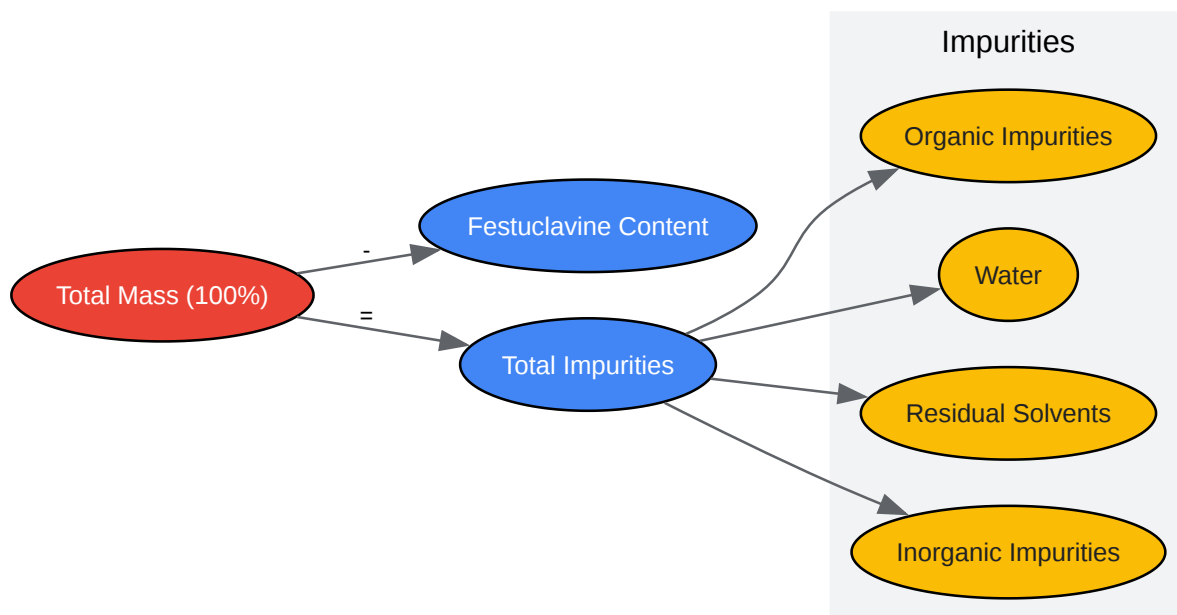 Impurities
Organic Impurities
Festuclavine Content
-
Water
Total Mass (100%)
=
Total Impurities
Residual Solvents
Inorganic Impurities